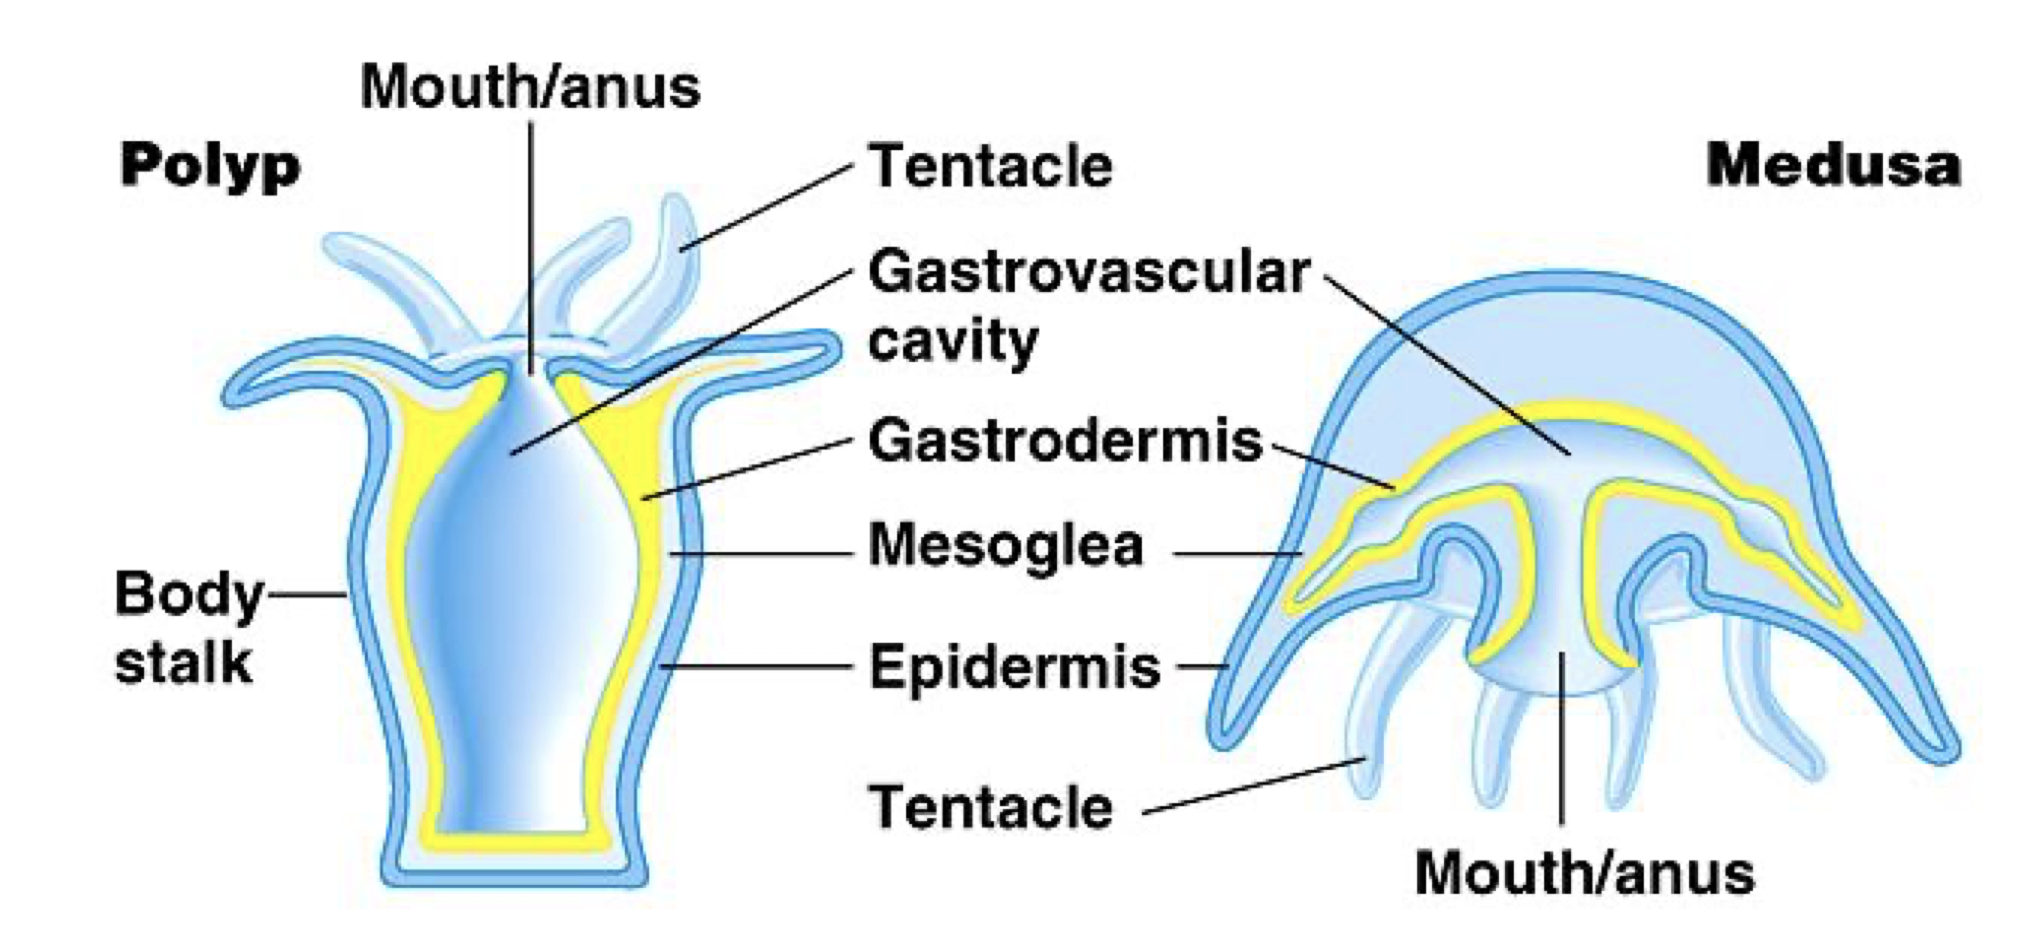 Mouth/anus
Polyp
Tentacle
Medusa
Gastrovascular
cavity
Gastrodermis
Mesoglea
Body
stalk
Epidermis
Tentacle
Mouth/anus